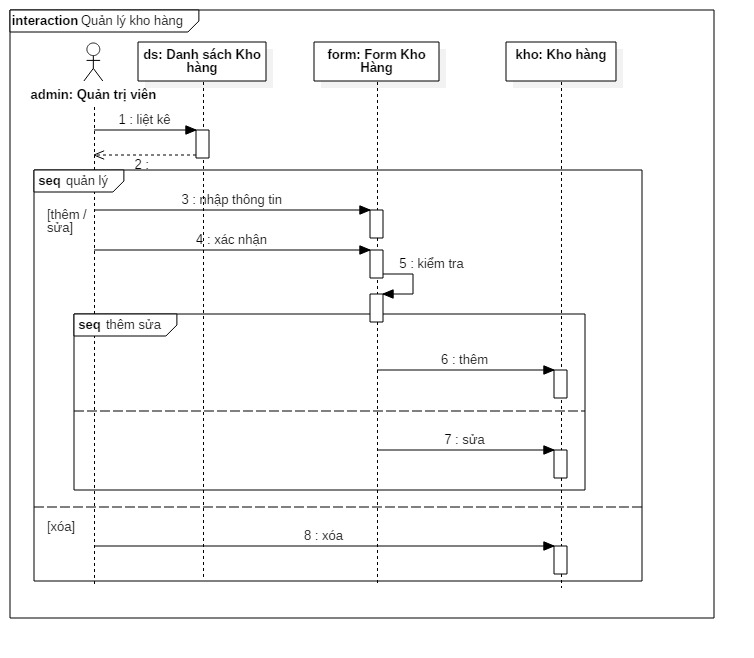 interaction Quản lý kho hàng
ds: Danh sách Kho
hàng
form: Form Kho
Hàng
kho: Kho hàng
admin: Quản trị viên
1 : liệt kê
2 :
seq quản lý
3 : nhập thông tin
[thêm /
sửa]
4 : xác nhận
5 : kiểm tra
seq thêm sửa
6 : thêm
7 : sửa
[xóa]
8 : xóa